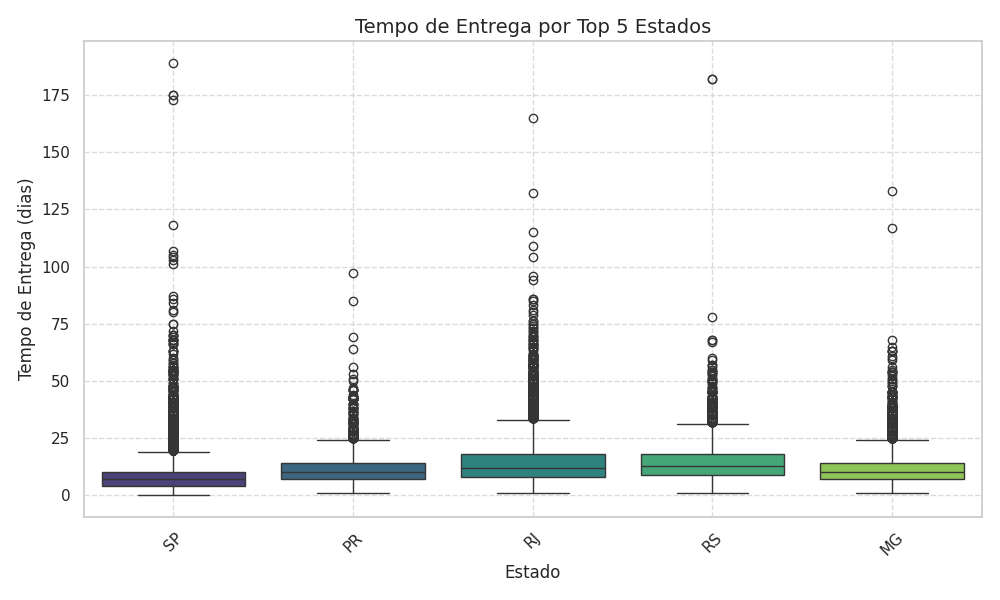 Tempo de Entrega por Top 5 Estados
Tempo de Entrega (dias)
175
150
125
100
75
50
25
0
SP
PR
RJ
RS
MG
Estado